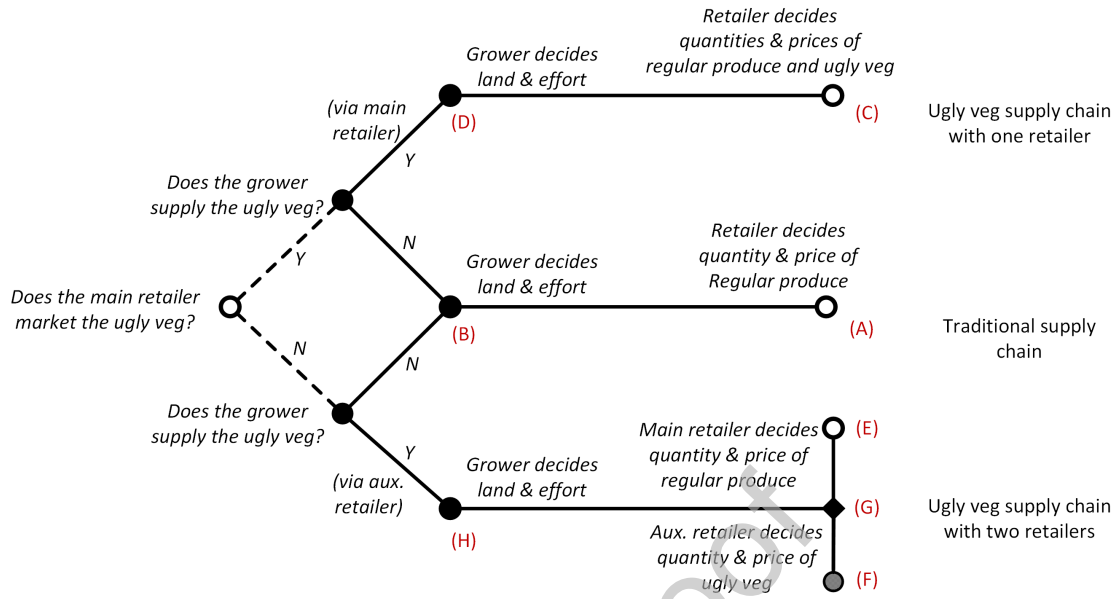 Retailer decides
quantities & prices of
regular produce and ugly veg
Grower decides
land & effort
(via main
retailer)
(D)
(C)
Ugly veg supply chain
with one retailer
Y
Does the grower
supply the ugly veg?
Y
N
Retailer decides
quantity & price of
Regular produce
Grower decides
land & effort
Does the main retailer
market the ugly veg?
(B)
(A)
Traditional supply
chain
N
N
Does the grower
supply the ugly veg?
Y
(via aux.
retailer)
Grower decides
land & effort
Main retailer decides
quantity & price of
regular produce
(E)
(H)
(G)
Ugly veg supply chain
with two retailers
Aux. retailer decides
quantity & price of
ugly veg
(F)